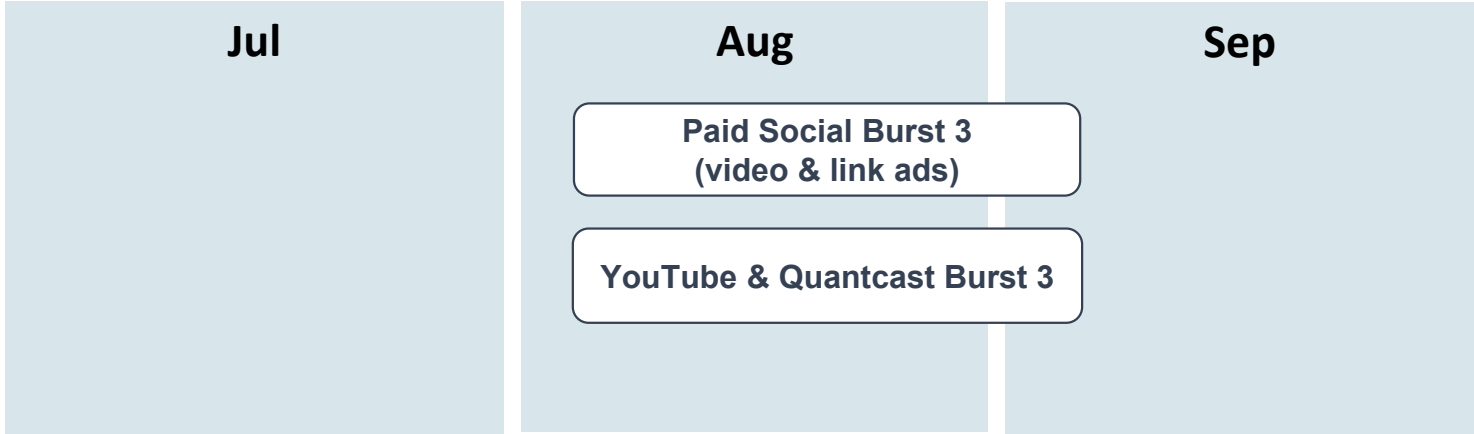 Jul
Aug
Sep
Paid Social Burst 3
(video & link ads)
YouTube & Quantcast Burst 3